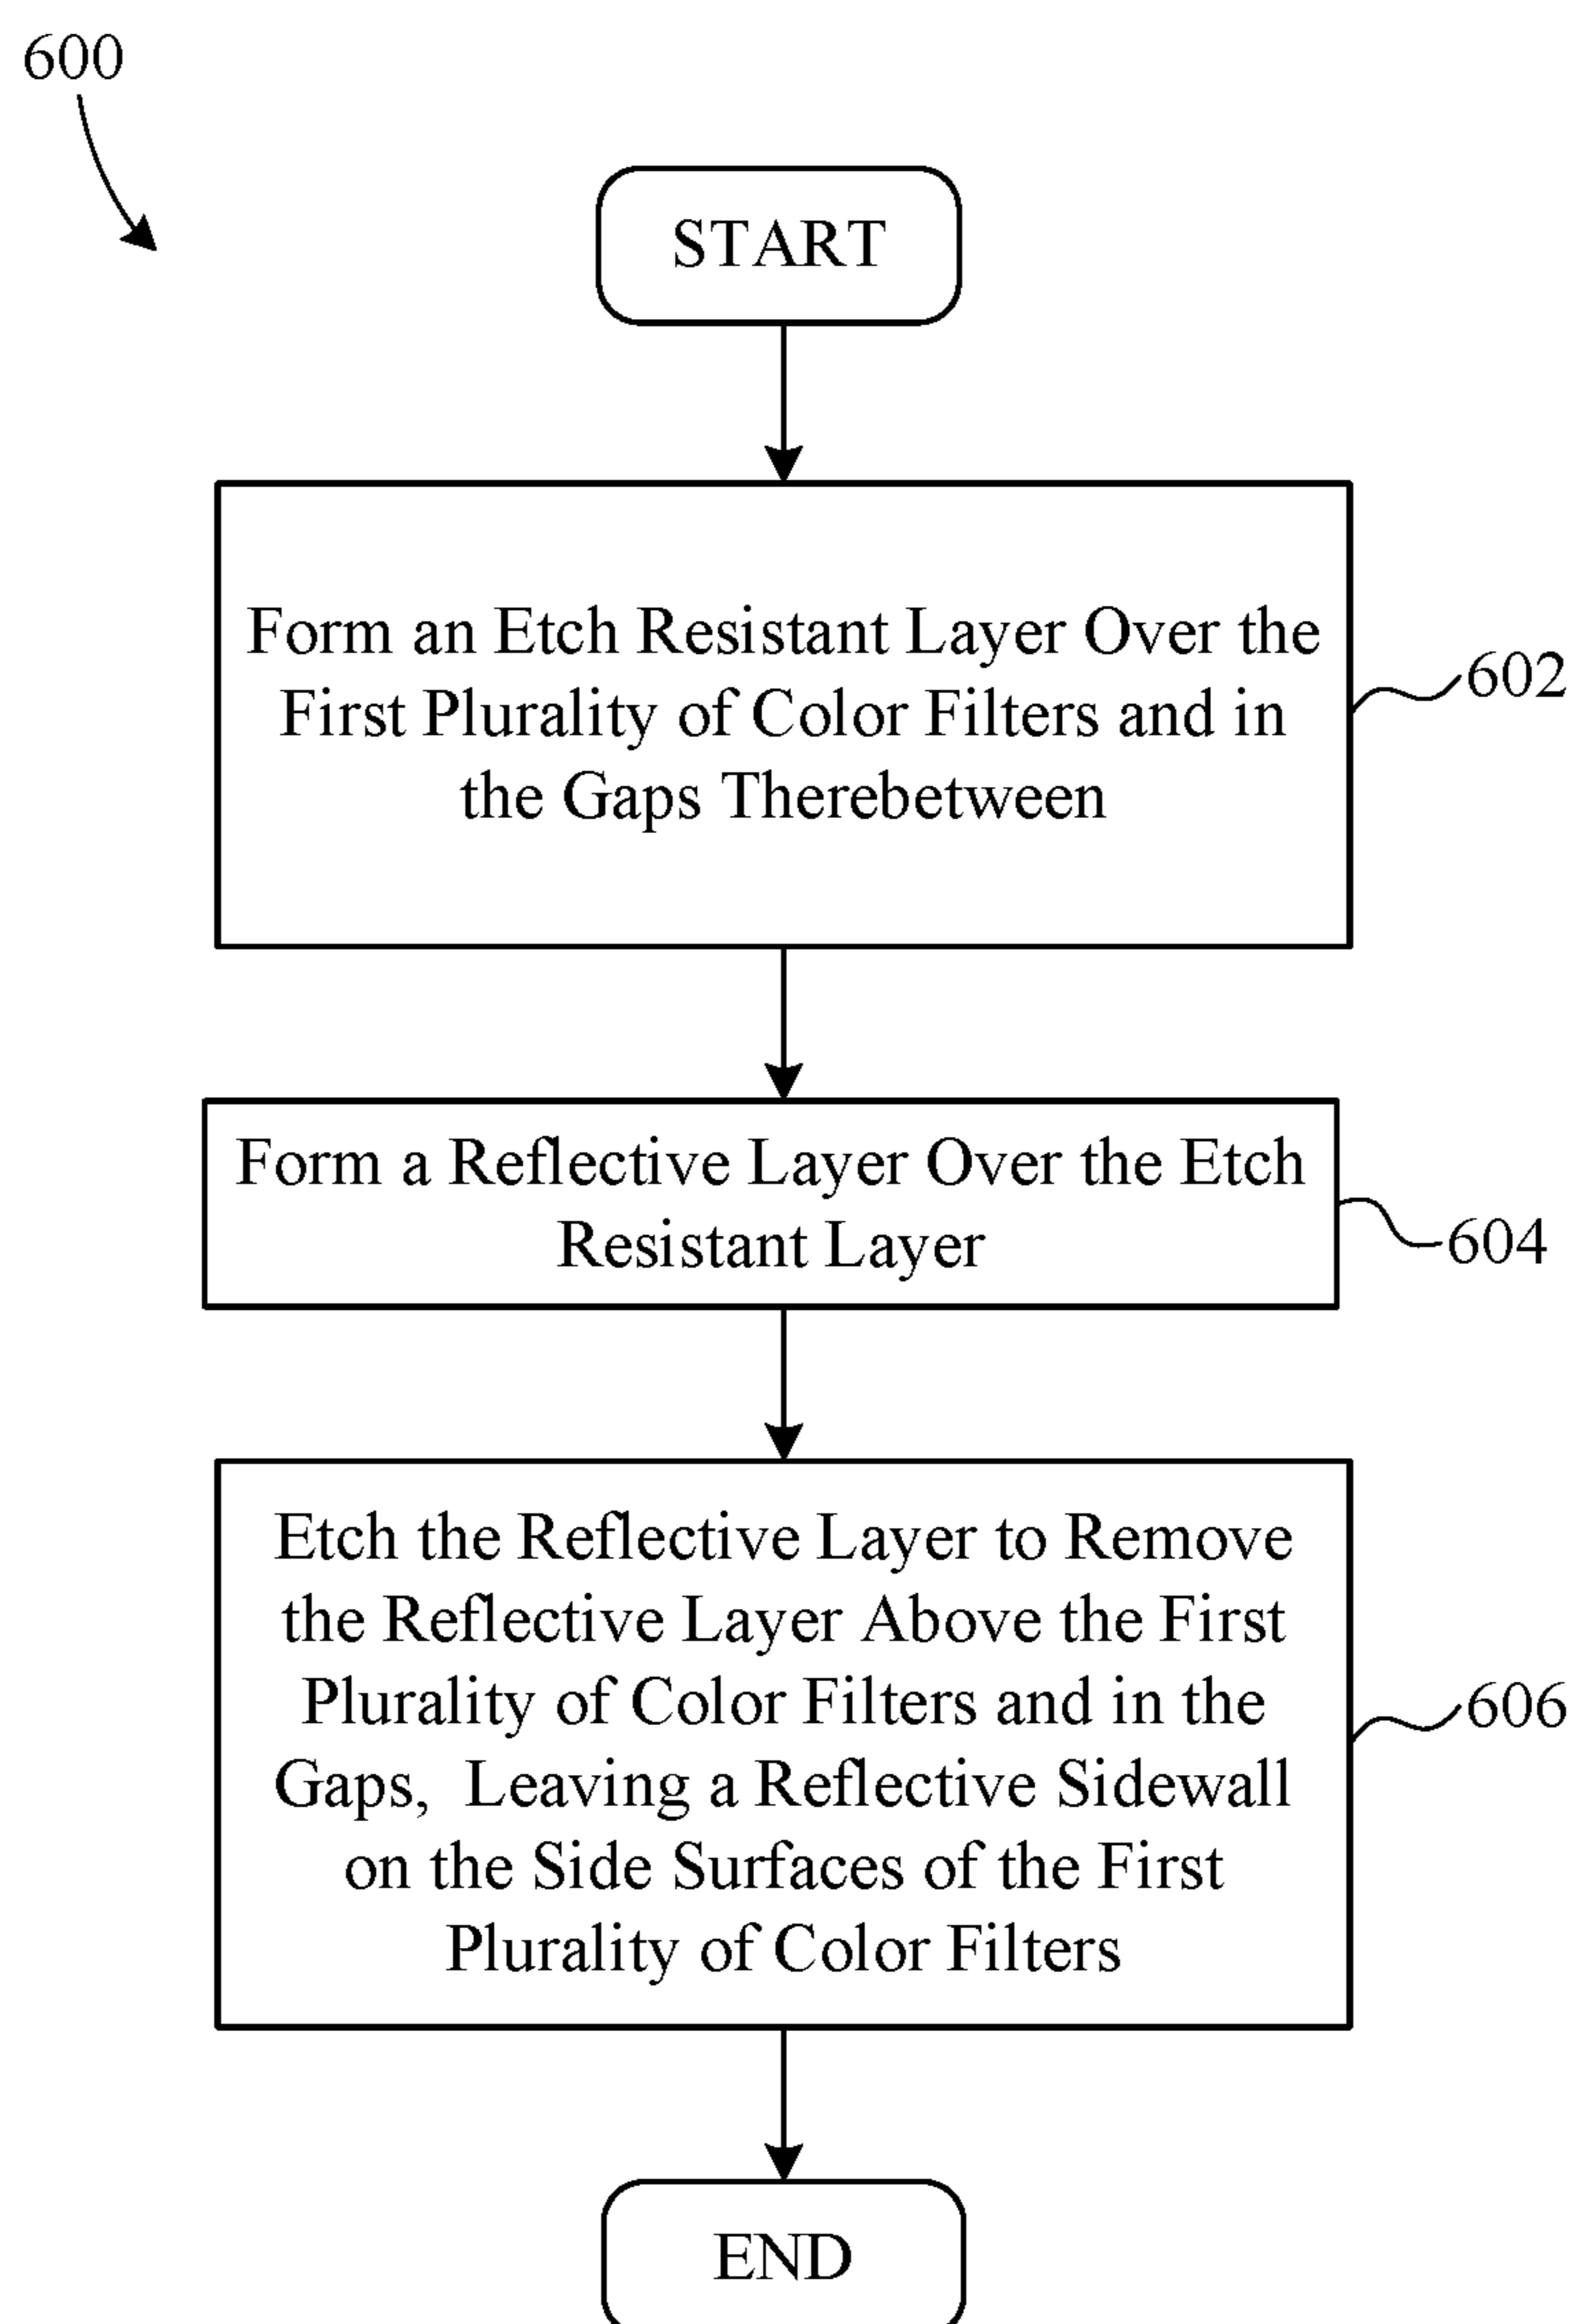 600
START
Form an Etch Resistant Layer Over the
First Plurality of Color Filters and in
the Gaps Therebetween
602
Form a Reflective Layer Over the Etch
Resistant Layer
604
Etch the Reflective Layer to Remove
the Reflective Layer Above the First
Plurality of Color Filters and in the
Gaps,  Leaving a Reflective Sidewall
on the Side Surfaces of the First
Plurality of Color Filters
606
END